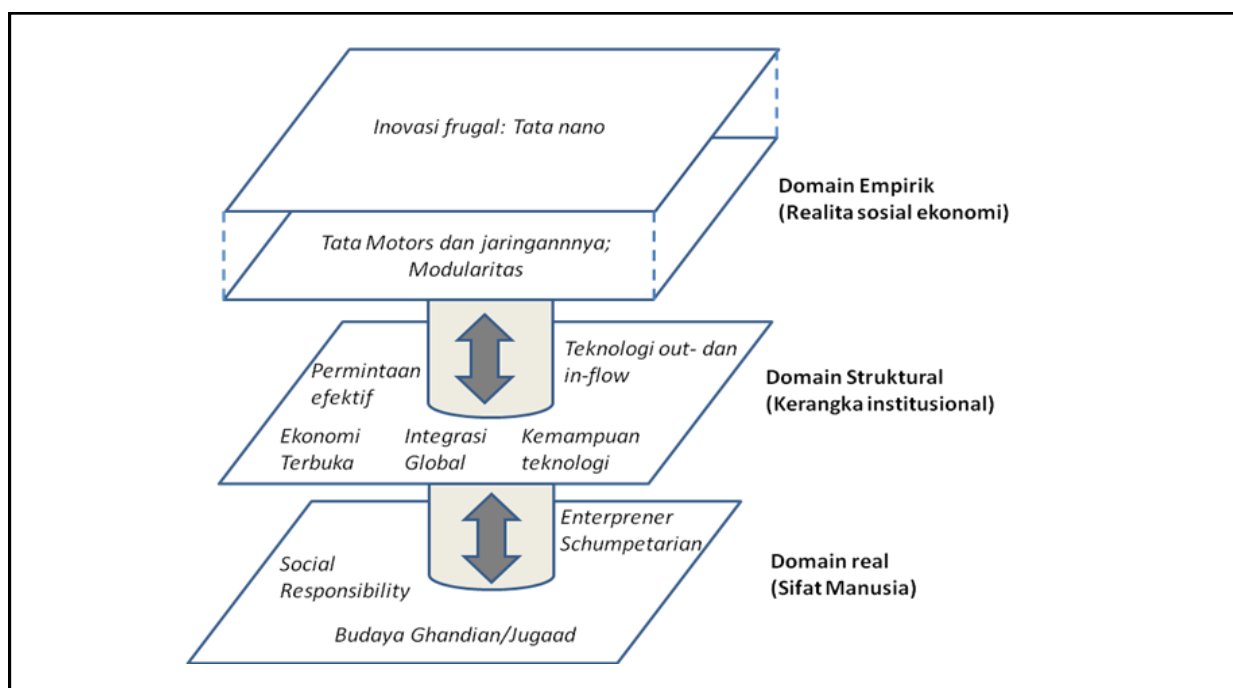 Inovasi frugal: Tata nano
Domain Empirik
(Realita sosial ekonomi)
Tata Motors dan jaringannnya;
Modularitas
Teknologi out- dan
in-flow
Permintaan
efektif
Domain Struktural
(Kerangka institusional)
Ekonomi
Terbuka
Integrasi
Global
Kemampuan
teknologi
Enterprener
Schumpetarian
Social
Responsibility
Domain real
(Sifat Manusia)
Budaya Ghandian/Jugaad